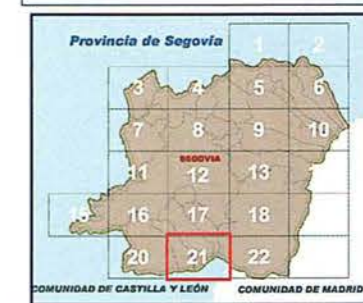 Provincia de Segovia
1 2
3 4 5 6
7 8 9 10
11 12 13
SEGOVIA
15 16 17 18
20 21 22
COMUNIDAD DE CASTILLA Y LEÓN COMUNIDAD DE MADRID